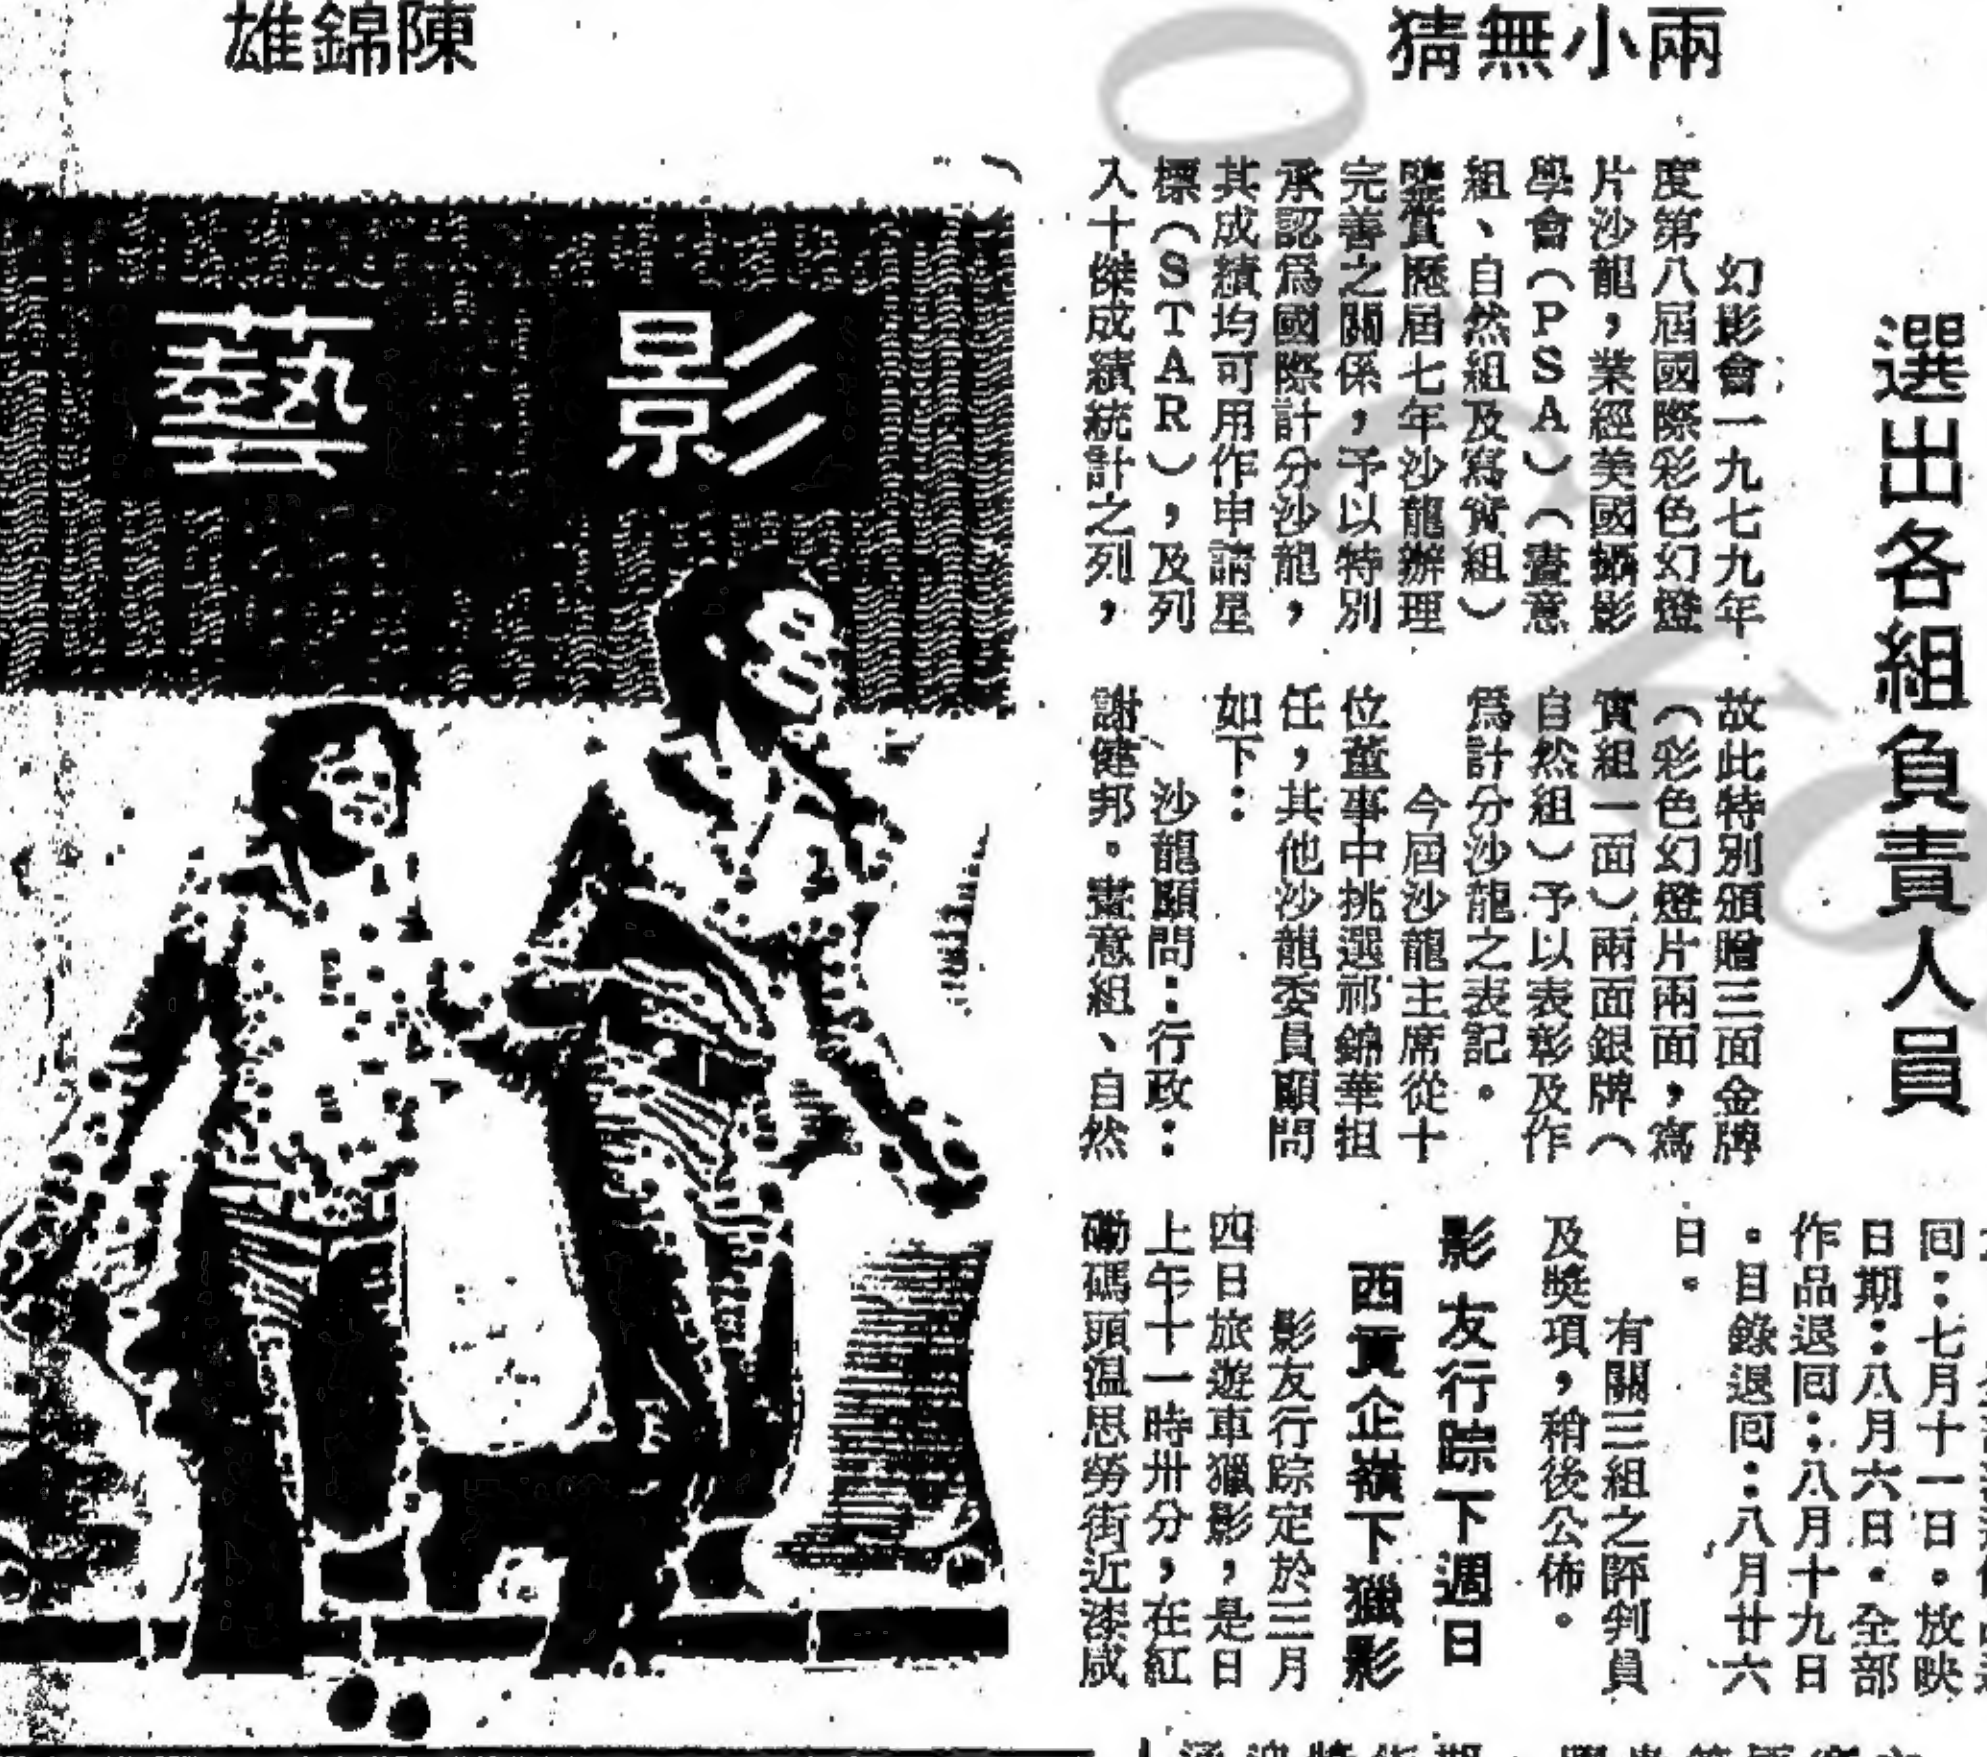 兩小無猜
陳錦雄
影藝
選出各組負責人員
幻影會一九七九年
度第八屆國際彩色幻燈
片沙龍，業經美國攝影
學會（PSA）（畫意
組、自然組及寫實組）
鑒賞歷屆七年沙龍辦理
完善之關係，予以特別
承認爲國際計分沙龍，
其成績均可用作申請星
標（STAR），及列
入十傑成績統計之列，
故此特別頒贈三面金牌
（彩色幻燈片兩面，寫
實組一面）兩面銀牌（
自然組）予以表彰及作
爲計分沙龍之表記。
今屆沙龍主席從十
位董事中挑選祁錦華担
任，其他沙龍委員顧問
如下：
沙龍顧問：行政：
謝健邦。畫意組、自然
回：七月十一日。放映
日期：八月六日。全部
作品退回：八月十九日
。目錄退回：八月廿六
日。
有關三組之評判員
及獎項，稍後公佈。
影友行踪下週日
西貢企嶺下獵影
影友行踪定於三月
四日旅遊車獵影，是日
上午十一時卅分，在紅
磡碼頭温思勞街近漆咸